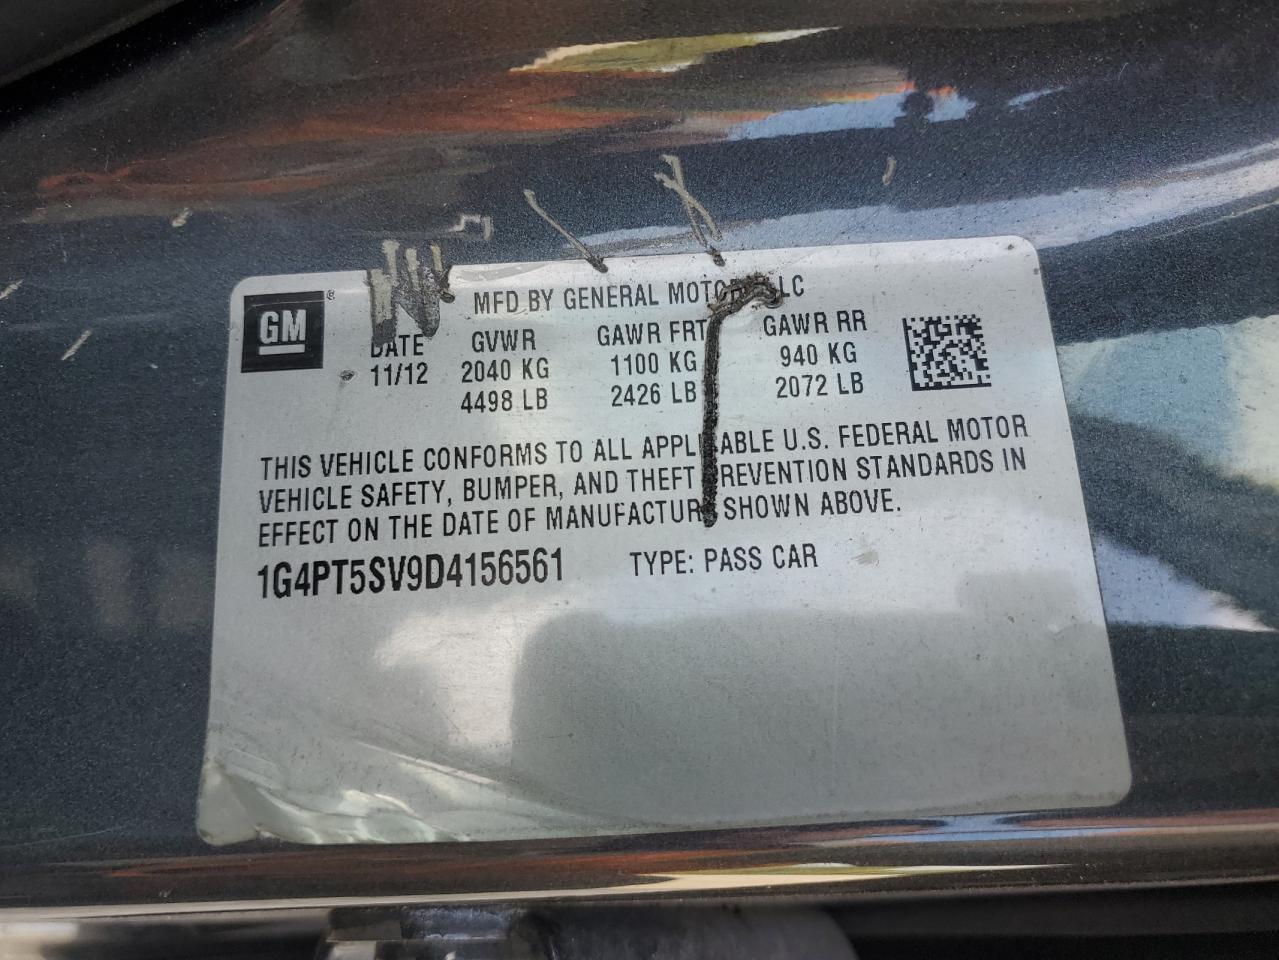 GM ®
MFD BY GENERAL MOTORS LLC
DATE GVWR GAWR FRT GAWR RR
11/12 2040 KG 1100 KG 940 KG
4498 LB 2426 LB 2072 LB
THIS VEHICLE CONFORMS TO ALL APPLICABLE U.S. FEDERAL MOTOR
VEHICLE SAFETY, BUMPER, AND THEFT PREVENTION STANDARDS IN
EFFECT ON THE DATE OF MANUFACTURE SHOWN ABOVE.
1G4PT5SV9D4156561 TYPE: PASS CAR